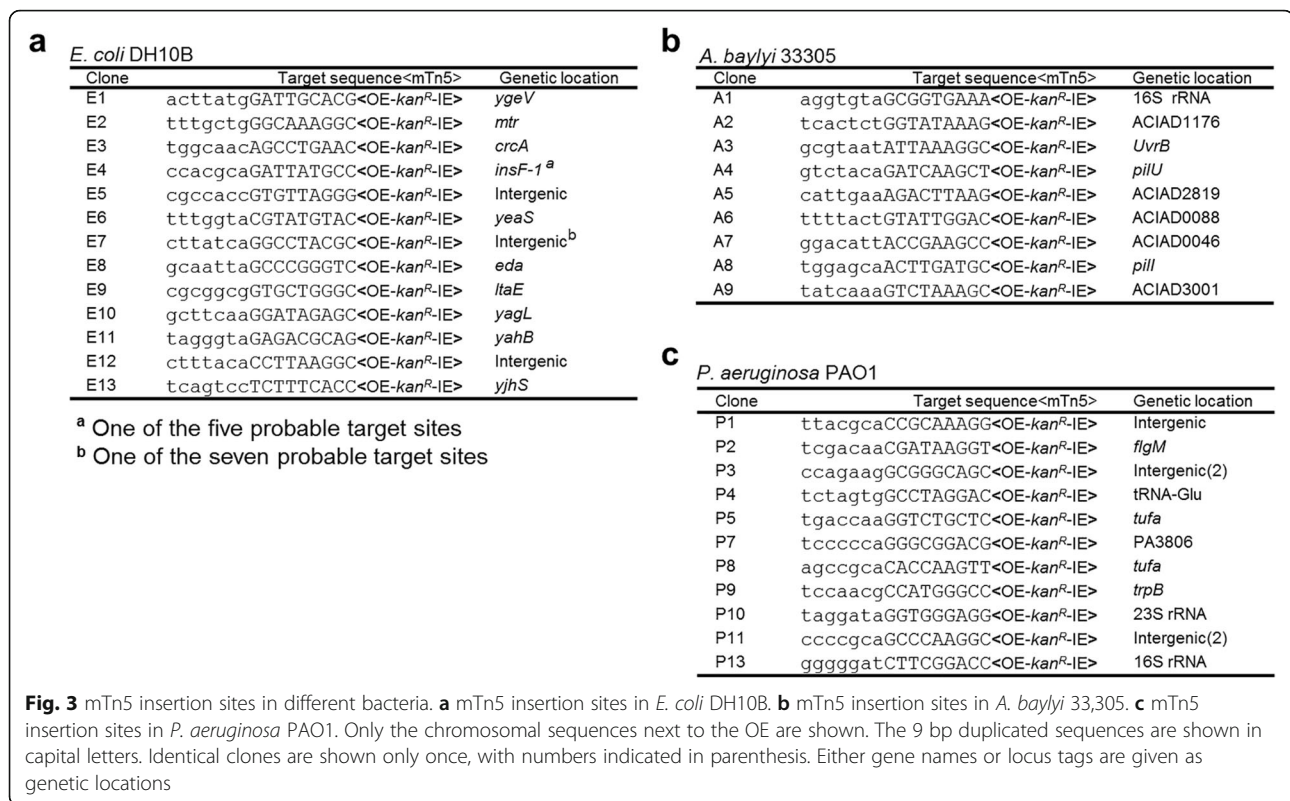 a
E. coli DH10B
Clone Target sequence<mTn5> Genetic location
E1 acttatgGATTGCACG<OE-kanR-IE> ygeV
E2 tttgctgGGCAAAGGC<OE-kanR-IE> mtr
E3 tggcaacAGCCTGAAC<OE-kanR-IE> crcA
E4 ccacgcaGATTATGCC<OE-kanR-IE> insF-1 a
E5 cgccaccGTGTTAGGG<OE-kanR-IE> Intergenic
E6 tttggtaCGTATGTAC<OE-kanR-IE> yeaS
E7 cttatcaGGCCTACGC<OE-kanR-IE> Intergenicb
E8 gcaattaGCCCGGGTC<OE-kanR-IE> eda
E9 cgcggcgGTGCTGGGC<OE-kanR-IE> ltaE
E10 gcttcaaGGATAGAGC<OE-kanR-IE> yagL
E11 tagggtaGAGACGCAG<OE-kanR-IE> yahB
E12 ctttacaCCTTAAGGC<OE-kanR-IE> Intergenic
E13 tcagtccTCTTTCACC<OE-kanR-IE> yjhS
a One of the five probable target sites
b One of the seven probable target sites
b
A. baylyi 33305
Clone Target sequence<mTn5> Genetic location
A1 aggtgtaGCGGTGAAA<OE-kanR-IE> 16S rRNA
A2 tcactctGGTATAAAG<OE-kanR-IE> ACIAD1176
A3 gcgtaatATTAAAGGC<OE-kanR-IE> UvrB
A4 gtctacaGATCAAGCT<OE-kanR-IE> pilU
A5 cattgaaAGACTTAAG<OE-kanR-IE> ACIAD2819
A6 ttttactGTATTGGAC<OE-kanR-IE> ACIAD0088
A7 ggacattACCGAAGCC<OE-kanR-IE> ACIAD0046
A8 tggagcaACTTGATGC<OE-kanR-IE> pilI
A9 tatcaaaGTCTAAAGC<OE-kanR-IE> ACIAD3001
c
P. aeruginosa PAO1
Clone Target sequence<mTn5> Genetic location
P1 ttacgcaCCGCAAAGG<OE-kanR-IE> Intergenic
P2 tcgacaaCGATAAGGT<OE-kanR-IE> flgM
P3 ccagaagGCGGGCAGC<OE-kanR-IE> Intergenic(2)
P4 tctagtgGCCTAGGAC<OE-kanR-IE> tRNA-Glu
P5 tgaccaaGGTCTGCTC<OE-kanR-IE> tufa
P7 tcccccaGGGCGGACG<OE-kanR-IE> PA3806
P8 agccgcaCACCAAGTT<OE-kanR-IE> tufa
P9 tccaacgCCATGGGCC<OE-kanR-IE> trpB
P10 taggataGGTGGGAGG<OE-kanR-IE> 23S rRNA
P11 ccccgcaGCCCAAGGC<OE-kanR-IE> Intergenic(2)
P13 gggggatCTTCGGACC<OE-kanR-IE> 16S rRNA
Fig. 3 mTn5 insertion sites in different bacteria. a mTn5 insertion sites in E. coli DH10B. b mTn5 insertion sites in A. baylyi 33,305. c mTn5
insertion sites in P. aeruginosa PAO1. Only the chromosomal sequences next to the OE are shown. The 9 bp duplicated sequences are shown in
capital letters. Identical clones are shown only once, with numbers indicated in parenthesis. Either gene names or locus tags are given as
genetic locations